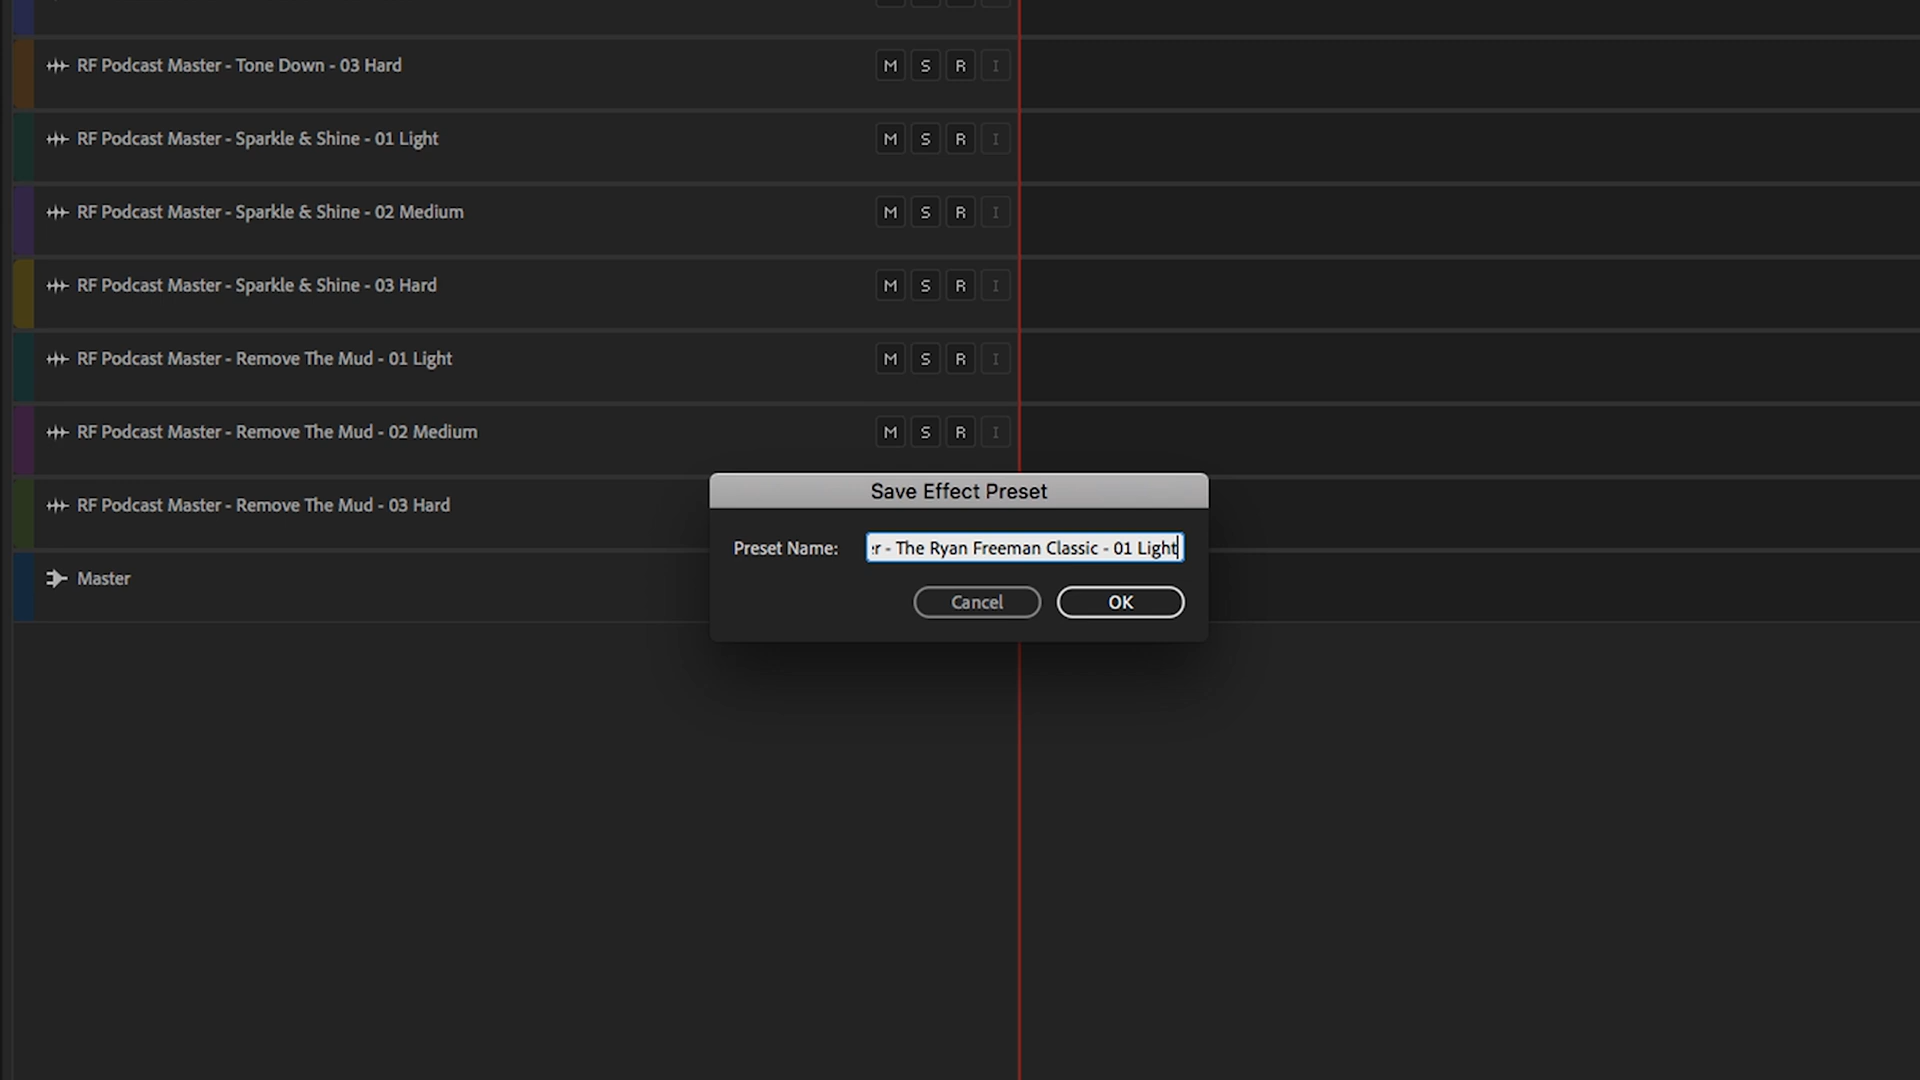 RF Podcast Master - Tone Down - 03 Hard M S R I
RF Podcast Master - Sparkle & Shine - 01 Light M S R I
RF Podcast Master - Sparkle & Shine - 02 Medium M S R I
RF Podcast Master - Sparkle & Shine - 03 Hard M S R I
RF Podcast Master - Remove The Mud - 01 Light M S R I
RF Podcast Master - Remove The Mud - 02 Medium M S R I
RF Podcast Master - Remove The Mud - 03 Hard
Master
Save Effect Preset
Preset Name: r - The Ryan Freeman Classic - 01 Light
Cancel OK